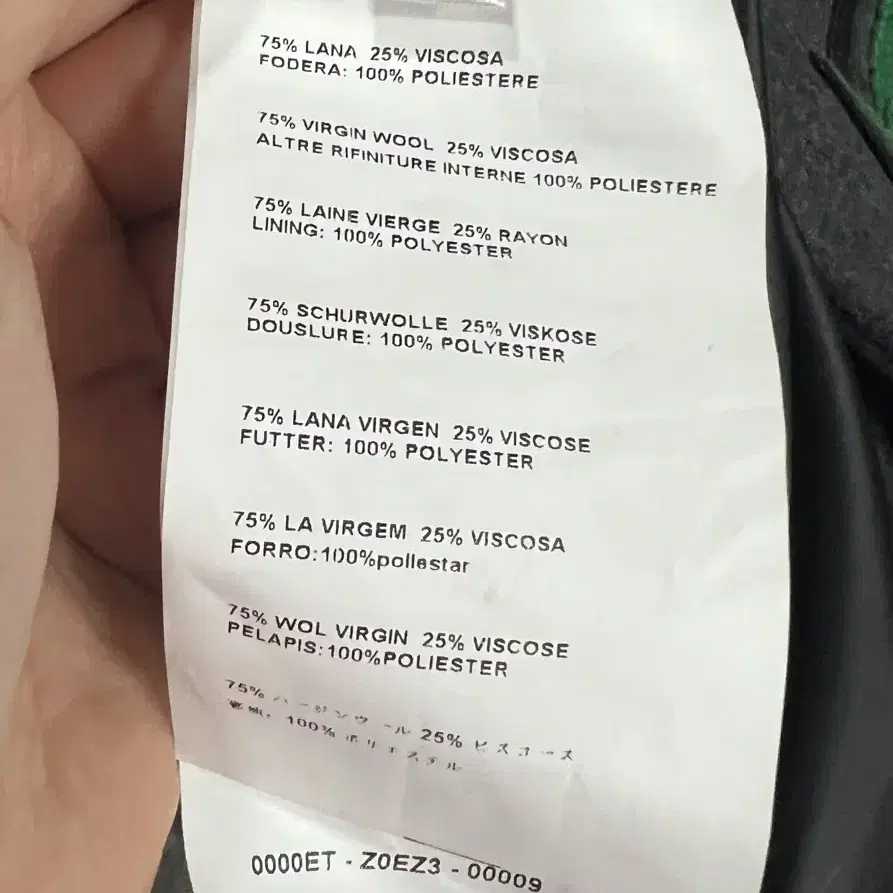 75% LANA 25% VISCOSA
FODERA: 100% POLIESTERE
75% VIRGIN WOOL 25% VISCOSA
ALTRE RIFINITURE INTERNE 100% POLIESTERE
75% LAINE VIERGE 25% RAYON
LINING: 100% POLYESTER
75% SCHURWOLLE 25% VISKOSE
DOUSLURE: 100% POLYESTER
75% LANA VIRGEN 25% VISCOSE
FUTTER: 100% POLYESTER
75% LA VIRGEM 25% VISCOSA
FORRO:100%pollestar
75% WOL VIRGIN 25% VISCOSE
PELAPIS:100%POLIESTER
75% バージンウール 25% ビスコース
100% ポリエステル
0000ET - Z0EZ3 - 00009